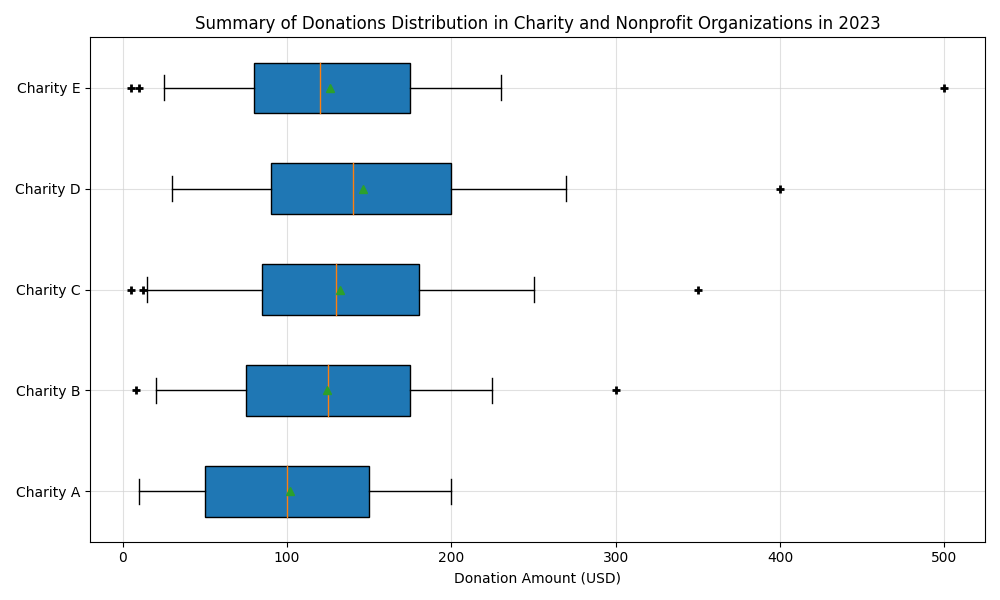 Summary of Donations Distribution in Charity and Nonprofit Organizations in 2023
Charity E
Charity D
Charity C
Charity B
Charity A
0 100 200 300 400 500
Donation Amount (USD)